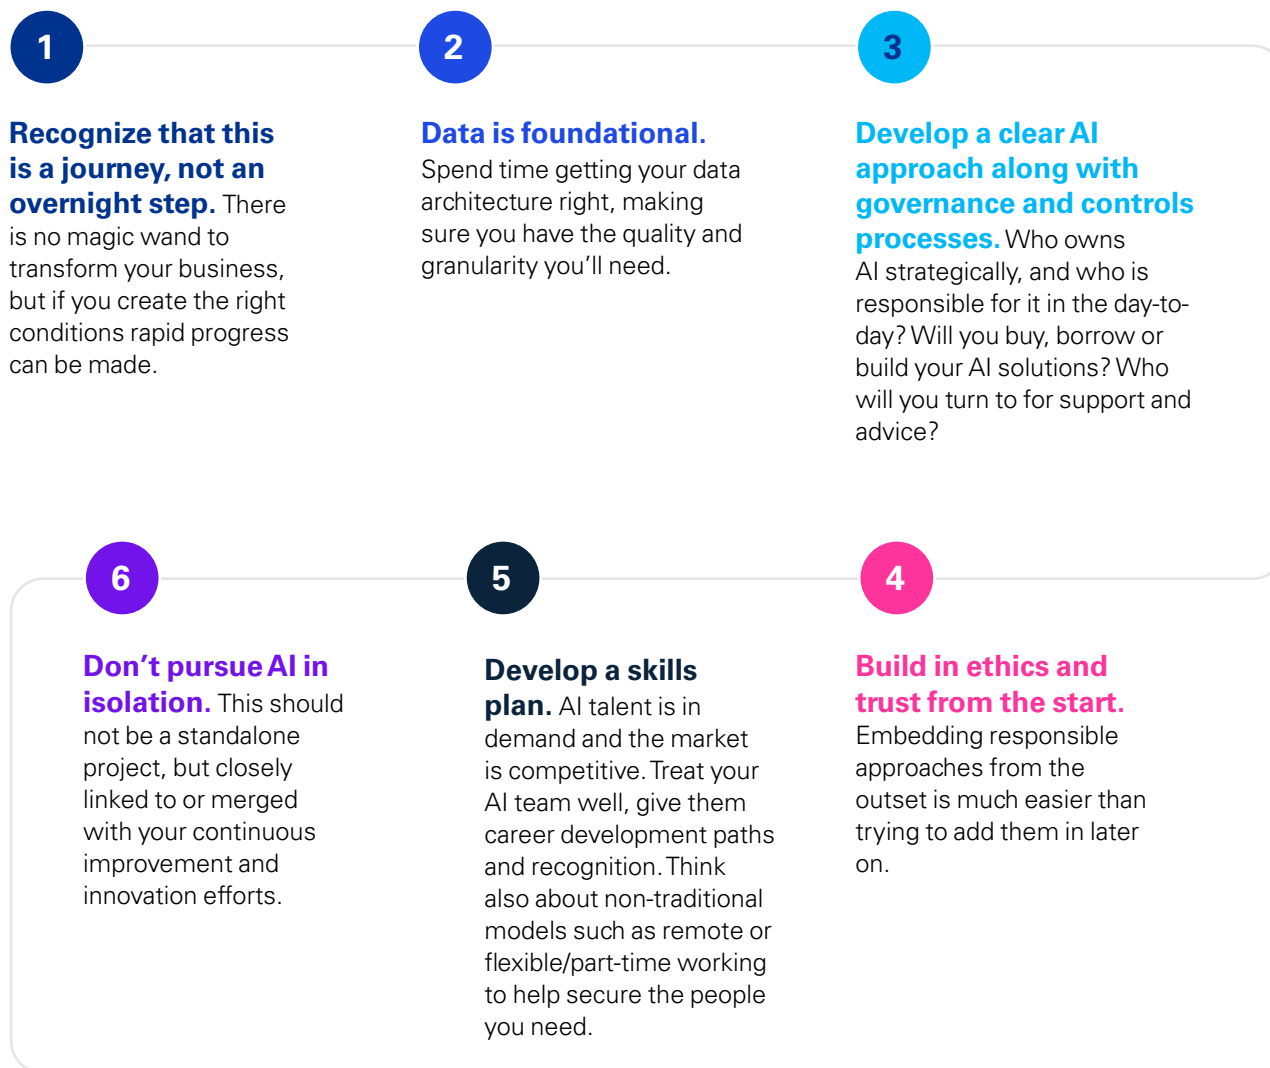 1
Recognize that this
is a journey, not an
overnight step. There
is no magic wand to
transform your business,
but if you create the right
conditions rapid progress
can be made.
2
Data is foundational.
Spend time getting your data
architecture right, making
sure you have the quality and
granularity you’ll need.
3
Develop a clear AI
approach along with
governance and controls
processes. Who owns
AI strategically, and who is
responsible for it in the day-to-
day? Will you buy, borrow or
build your AI solutions? Who
will you turn to for support and
advice?
4
Build in ethics and
trust from the start.
Embedding responsible
approaches from the
outset is much easier than
trying to add them in later
on.
5
Develop a skills
plan. AI talent is in
demand and the market
is competitive. Treat your
AI team well, give them
career development paths
and recognition. Think
also about non-traditional
models such as remote or
flexible/part-time working
to help secure the people
you need.
6
Don’t pursue AI in
isolation. This should
not be a standalone
project, but closely
linked to or merged
with your continuous
improvement and
innovation efforts.